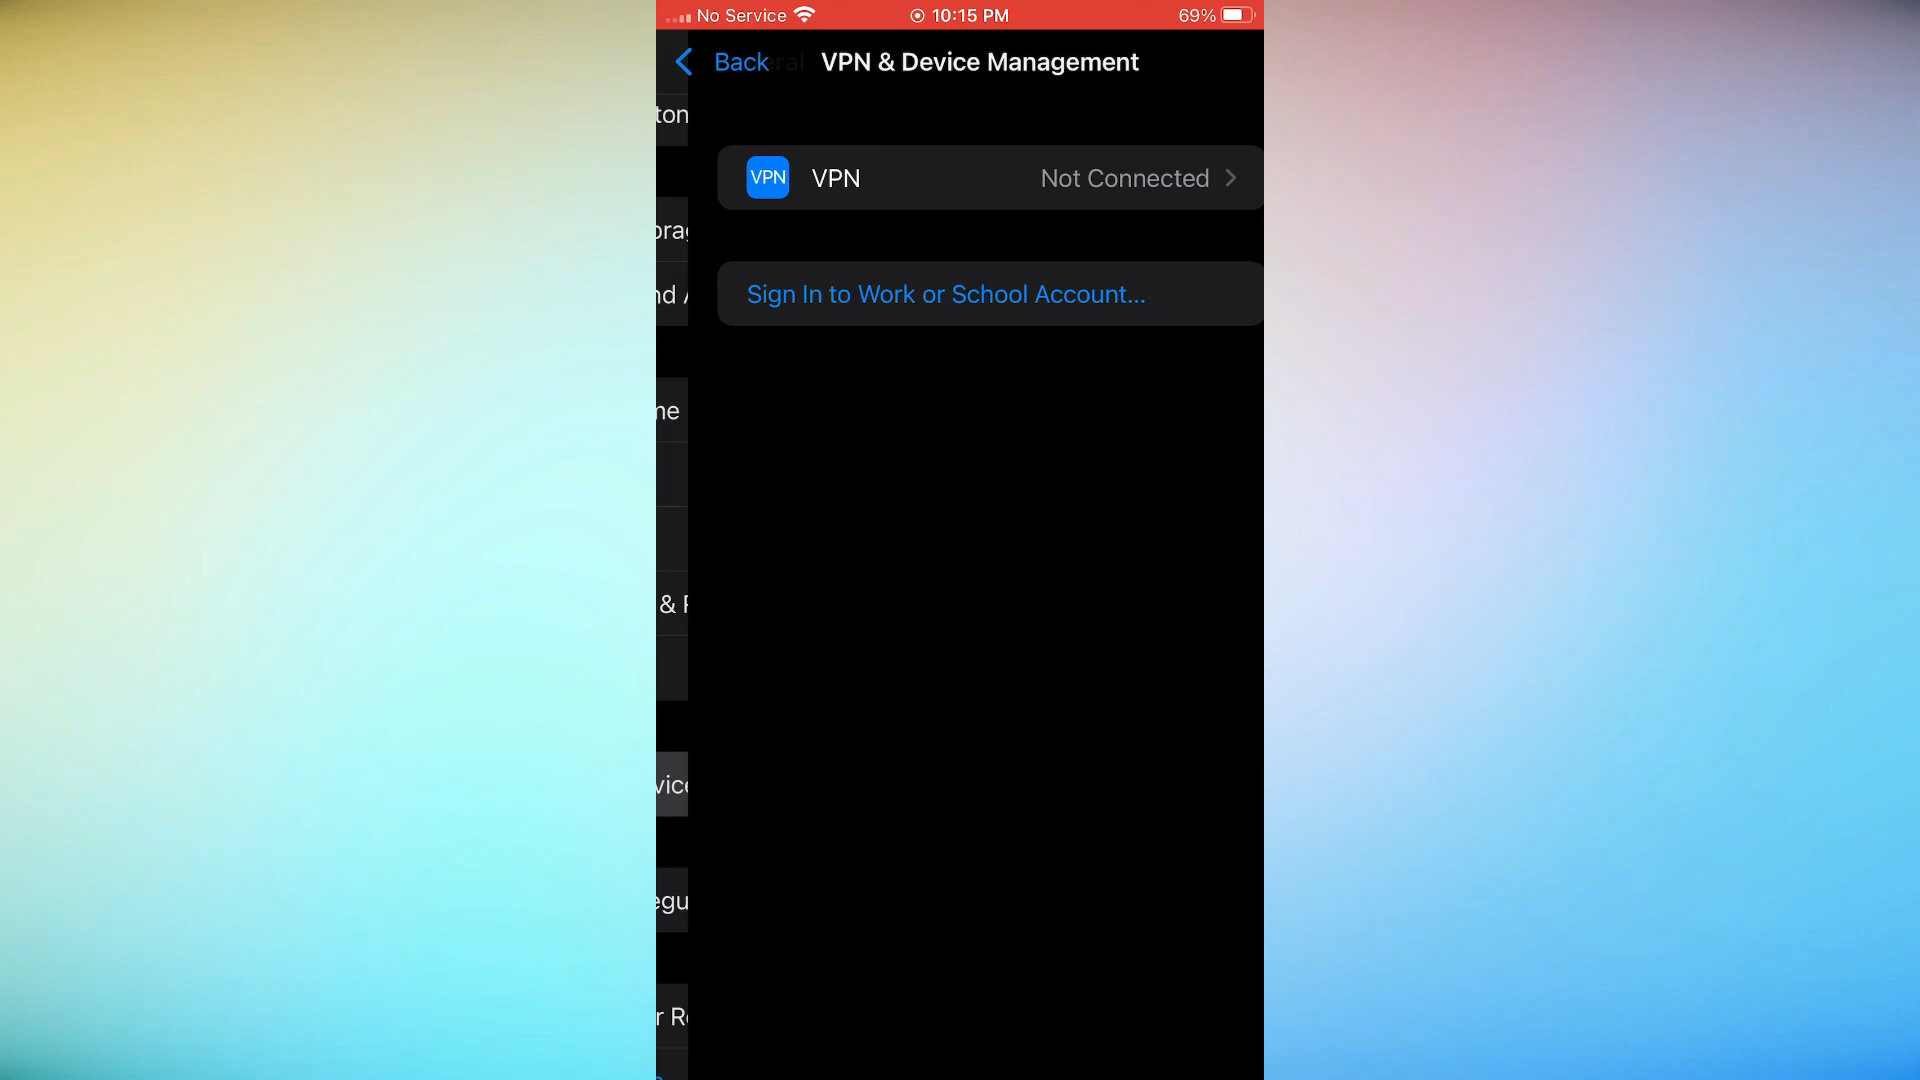 No Service 10:15 PM 69%
Back VPN & Device Management
VPN VPN Not Connected
Sign In to Work or School Account...
&